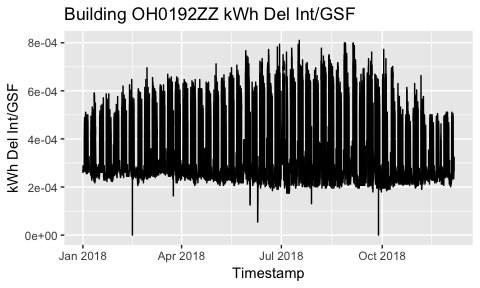 Building OH0192ZZ kWh Del Int/GSF
kWh Del Int/GSF
8e-04
6e-04
4e-04
2e-04
0e+00
Jan 2018 Apr 2018 Jul 2018 Oct 2018
Timestamp